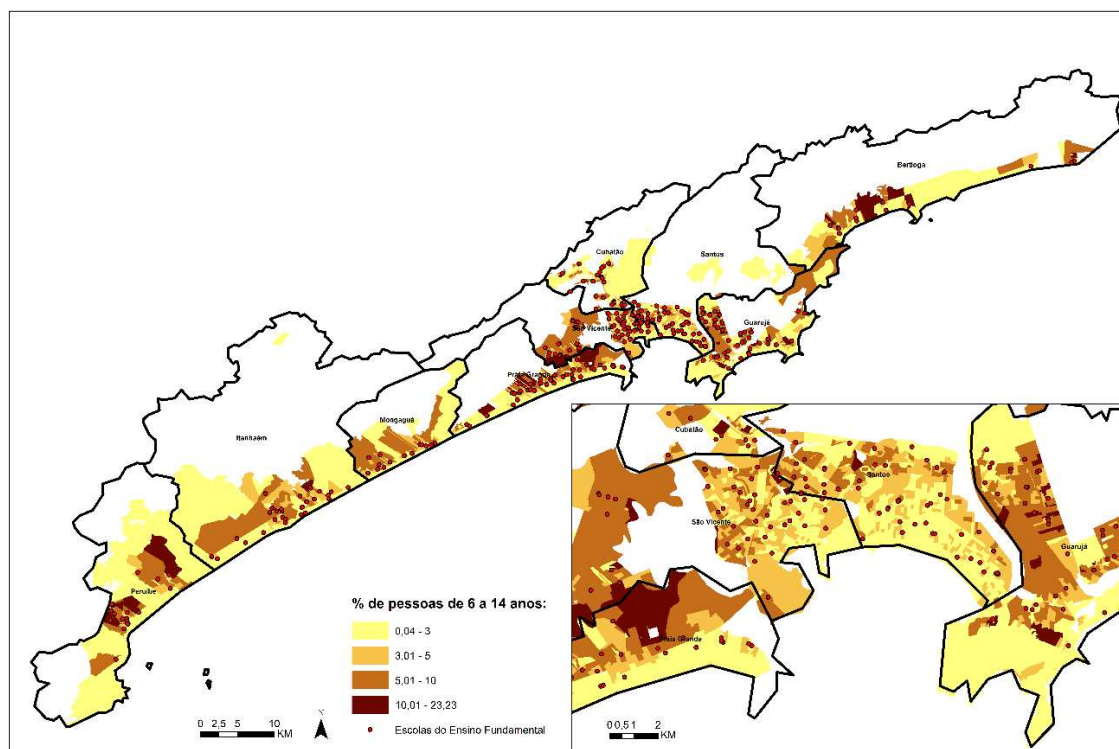 Bertioga
Cubatão
Santos
São Vicente
Guarujá
Praia Grande
Mongaguá
Itanhaém
Peruíbe
% de pessoas de 6 a 14 anos:
0,04 - 3
3,01 - 5
5,01 - 10
10,01 - 23,23
Escolas do Ensino Fundamental
0 2,5 5 10
KM
N
Cubatão
Santos
São Vicente
Guarujá
Praia Grande
0 0,5 1 2
KM